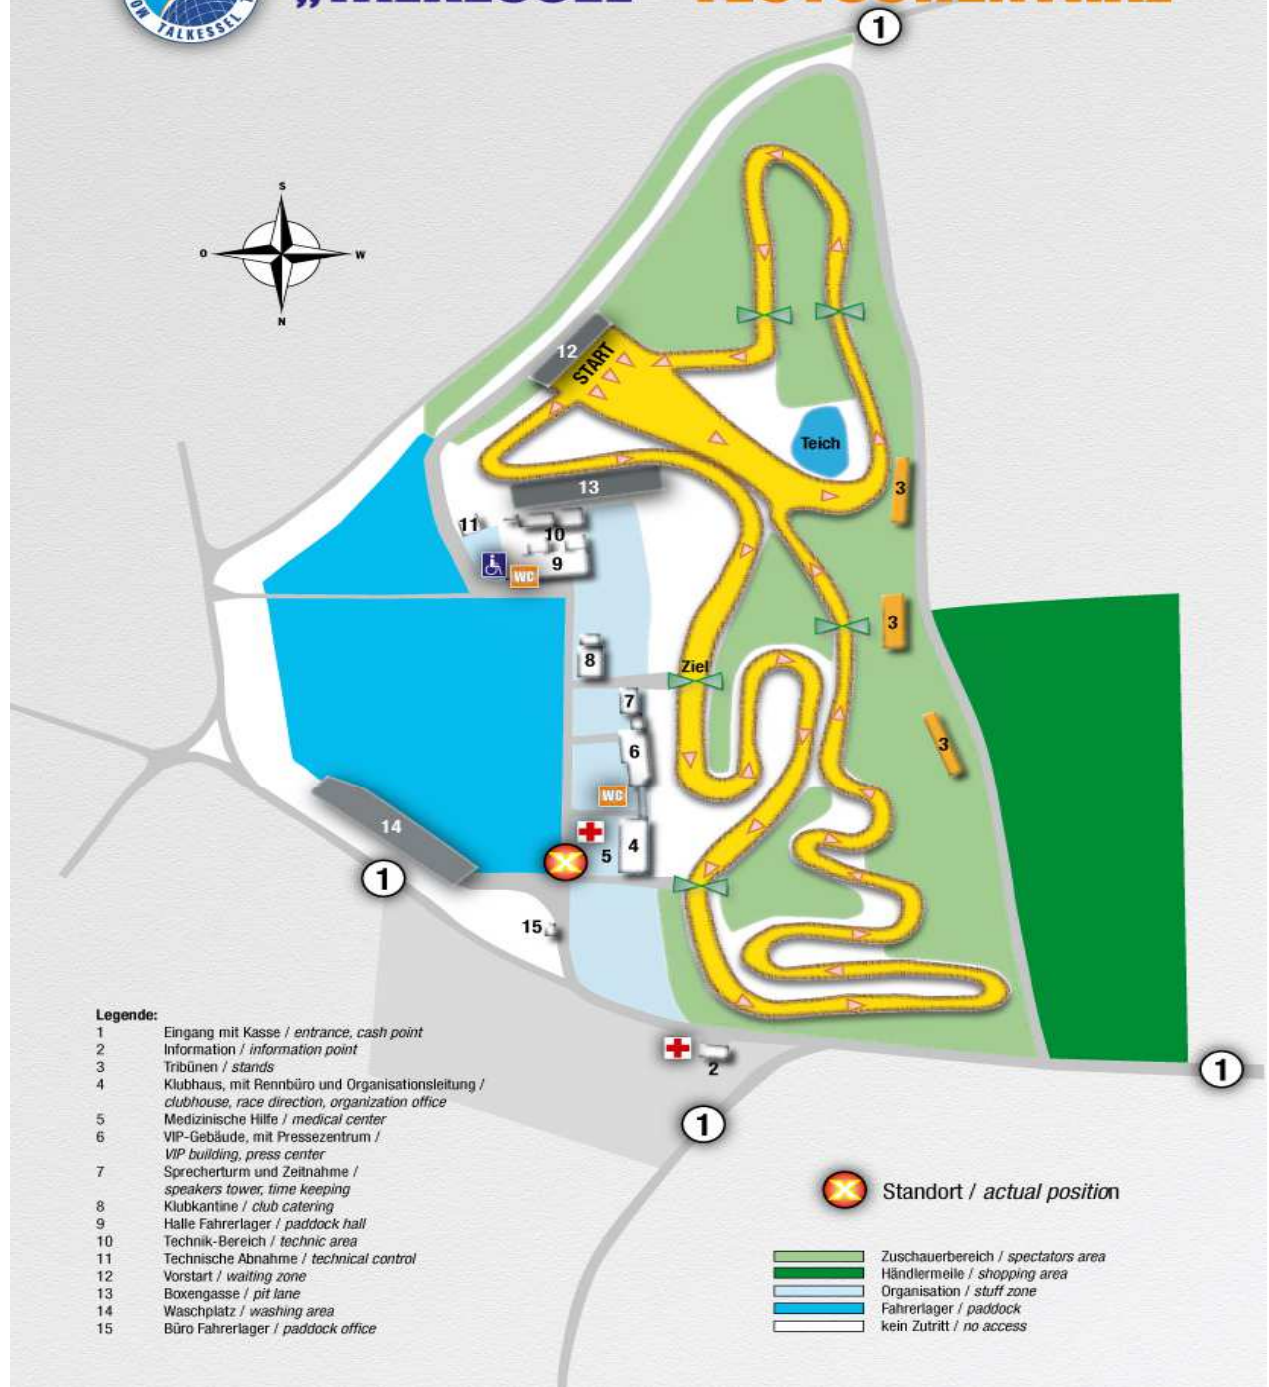 TALKESSEL
1
S
O
W
N
12
START
Teich
3
13
11
10
9
WC
3
8
Ziel
7
3
6
WC
14
5
4
1
15
2
1
1
Legende:
1 Eingang mit Kasse / entrance, cash point
2 Information / information point
3 Tribünen / stands
4 Klubhaus, mit Rennbüro und Organisationsleitung /
clubhouse, race direction, organization office
5 Medizinische Hilfe / medical center
6 VIP-Gebäude, mit Pressezentrum /
VIP building, press center
7 Sprecherturm und Zeitnahme /
speakers tower, time keeping
8 Klubkantine / club catering
9 Halle Fahrerlager / paddock hall
10 Technik-Bereich / technic area
11 Technische Abnahme / technical control
12 Vorstart / waiting zone
13 Boxengasse / pit lane
14 Waschplatz / washing area
15 Büro Fahrerlager / paddock office
Standort / actual position
Zuschauerbereich / spectators area
Händlermeile / shopping area
Organisation / stuff zone
Fahrerlager / paddock
kein Zutritt / no access